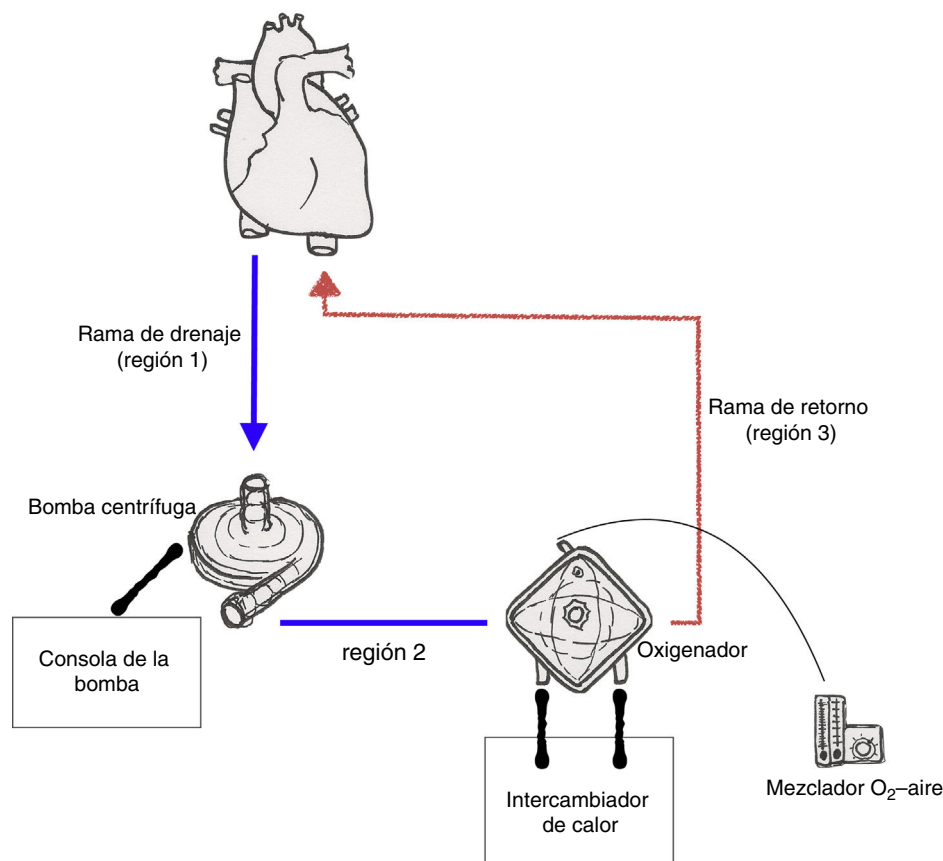 Rama de drenaje
(región 1)
Rama de retorno
(región 3)
Bomba centrífuga
Consola de la
bomba
región 2
Oxigenador
Intercambiador
de calor
Mezclador O₂–aire